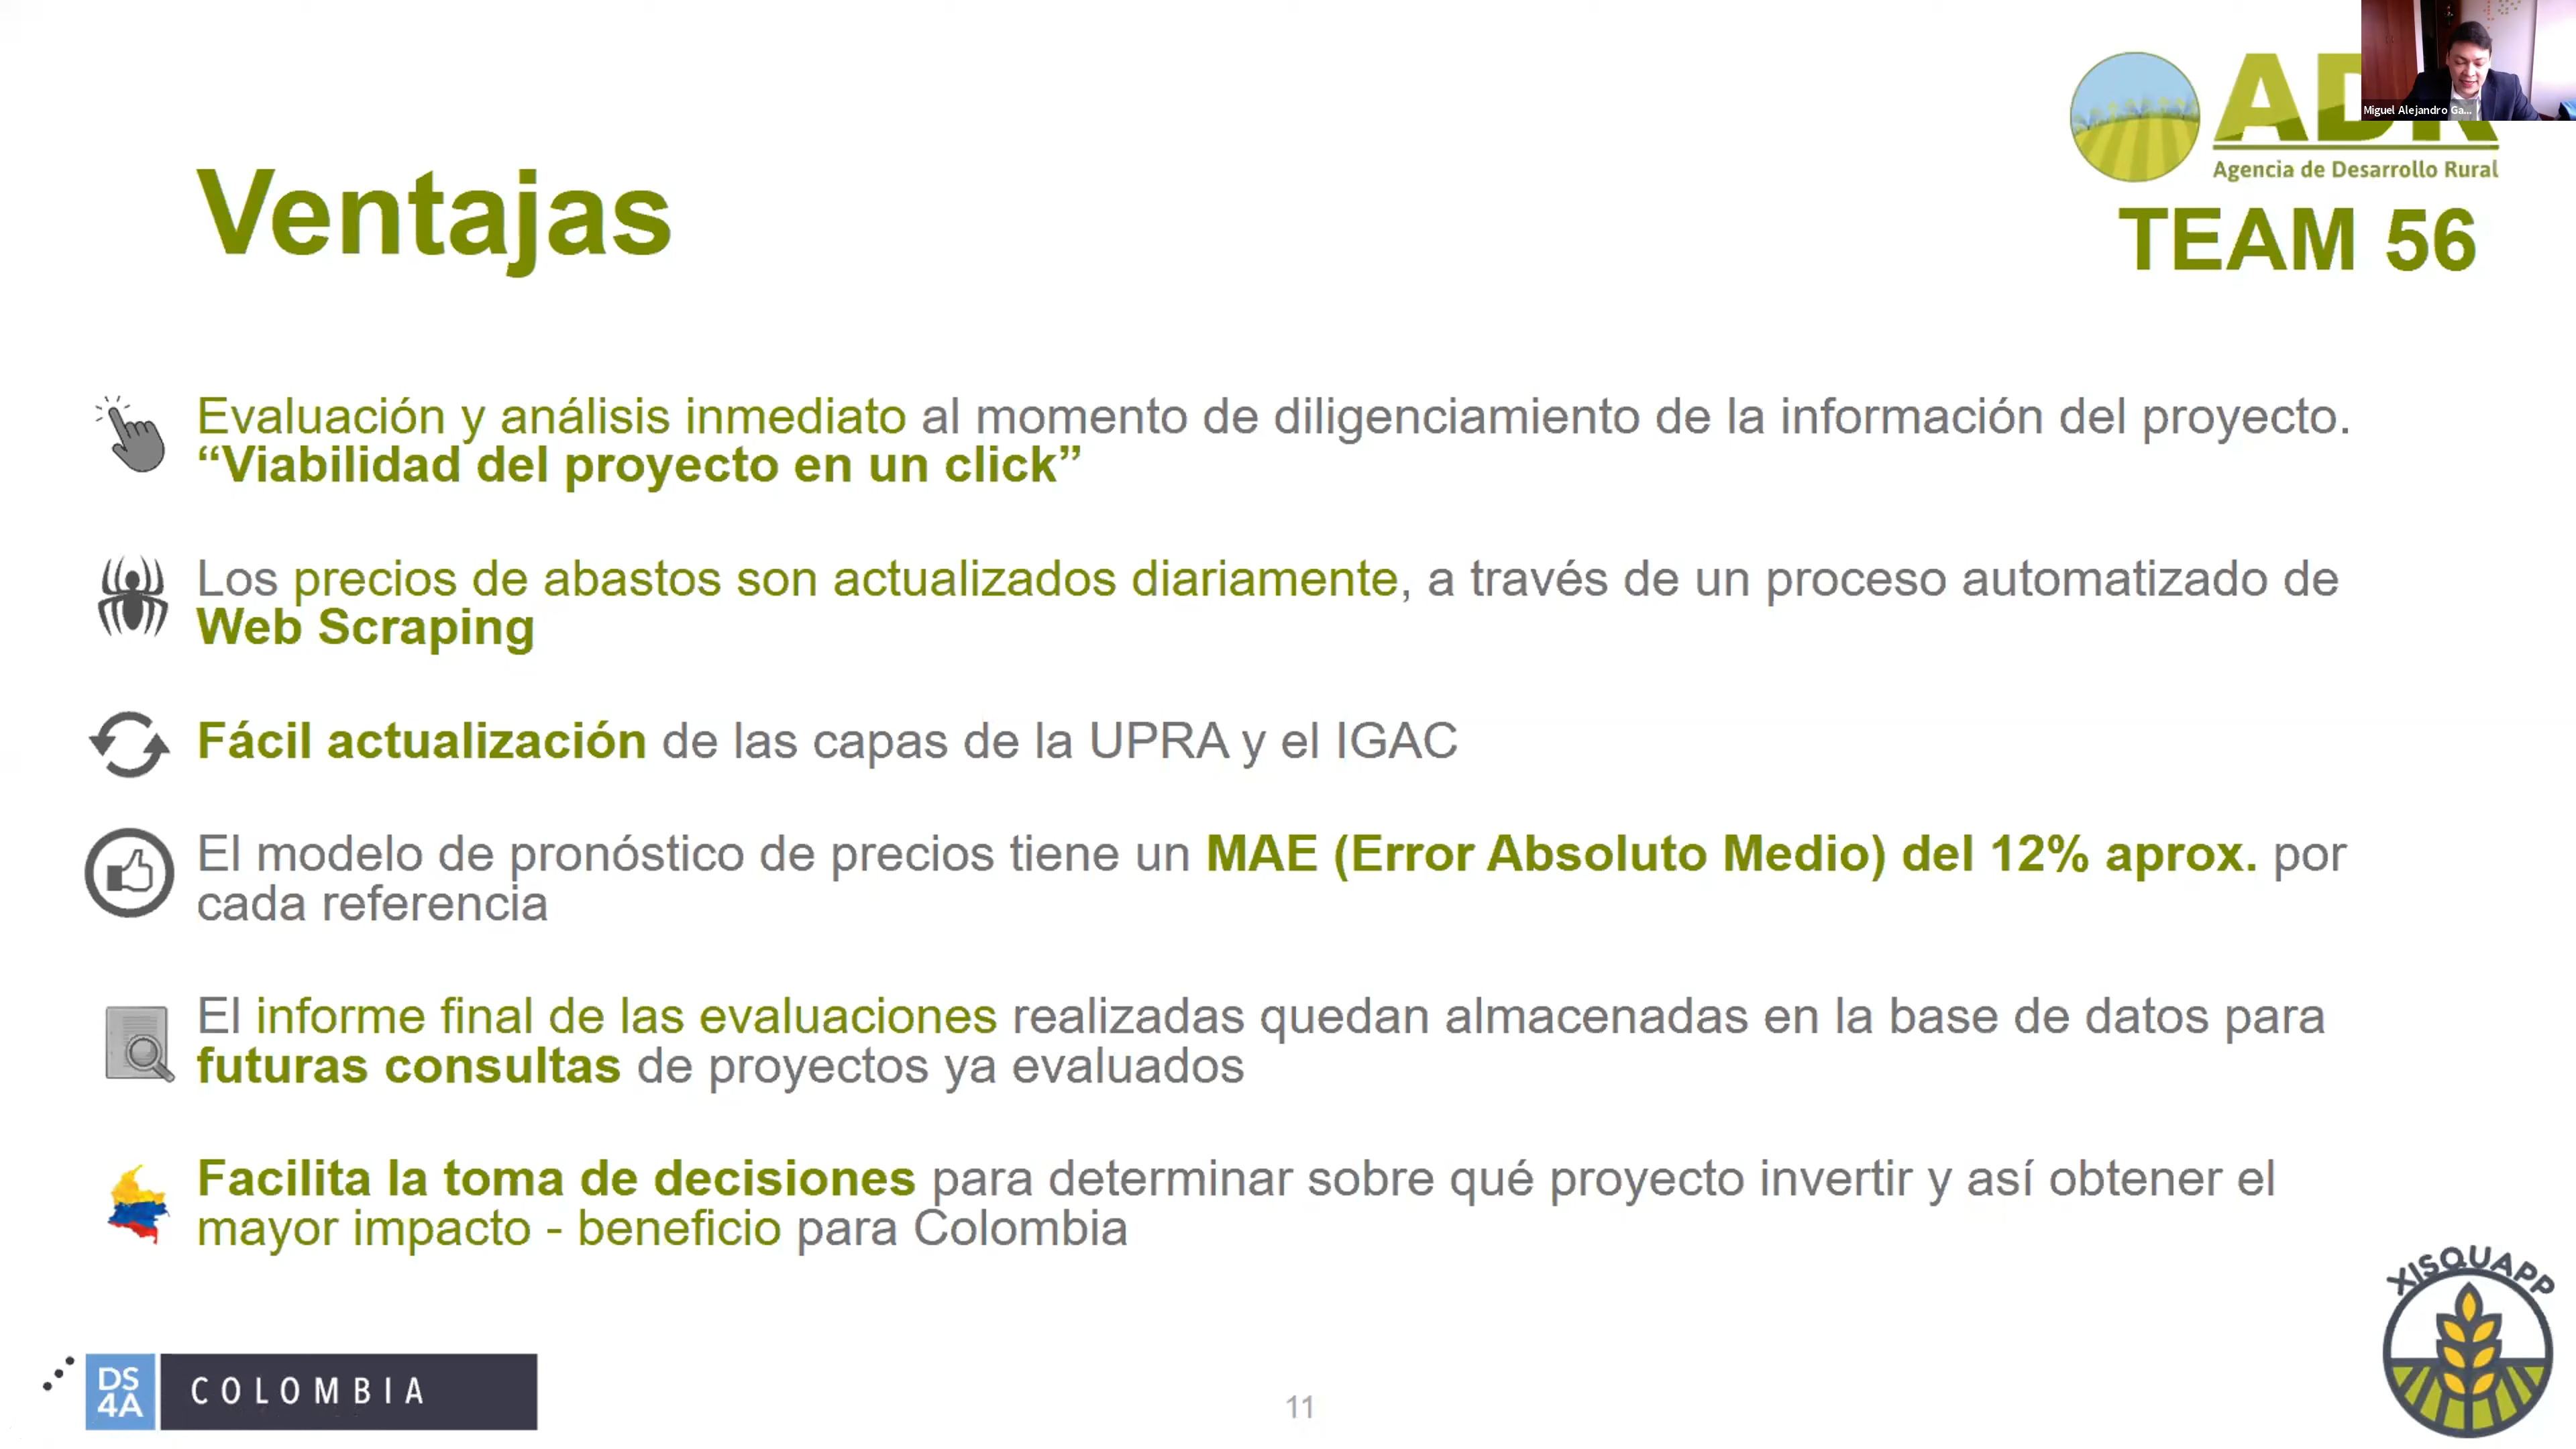 Miguel Alejandro Ga...
Agencia de Desarrollo Rural
TEAM 56
Ventajas
Evaluación y análisis inmediato al momento de diligenciamiento de la información del proyecto.
“Viabilidad del proyecto en un click”
Los precios de abastos son actualizados diariamente, a través de un proceso automatizado de
Web Scraping
Fácil actualización de las capas de la UPRA y el IGAC
El modelo de pronóstico de precios tiene un MAE (Error Absoluto Medio) del 12% aprox. por
cada referencia
El informe final de las evaluaciones realizadas quedan almacenadas en la base de datos para
futuras consultas de proyectos ya evaluados
Facilita la toma de decisiones para determinar sobre qué proyecto invertir y así obtener el
mayor impacto - beneficio para Colombia
XISQUAPP
DS
4A
COLOMBIA
11